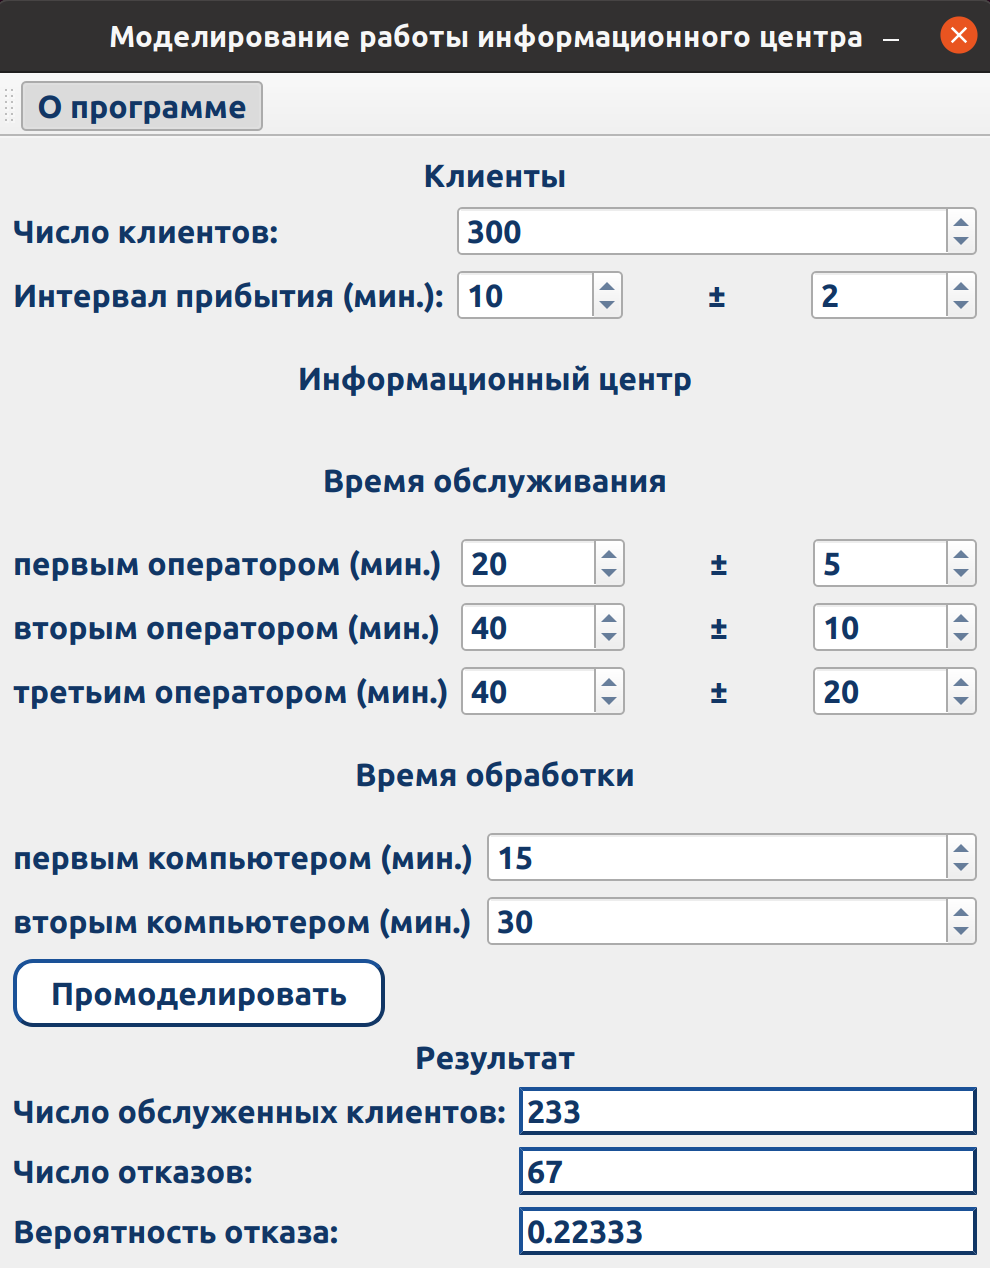 Моделирование работы информационного центра
О программе
Клиенты
Число клиентов: 300
Интервал прибытия (мин.): 10 ± 2
Информационный центр
Время обслуживания
первым оператором (мин.) 20 ± 5
вторым оператором (мин.) 40 ± 10
третьим оператором (мин.) 40 ± 20
Время обработки
первым компьютером (мин.) 15
вторым компьютером (мин.) 30
Промоделировать
Результат
Число обслуженных клиентов: 233
Число отказов: 67
Вероятность отказа: 0.22333